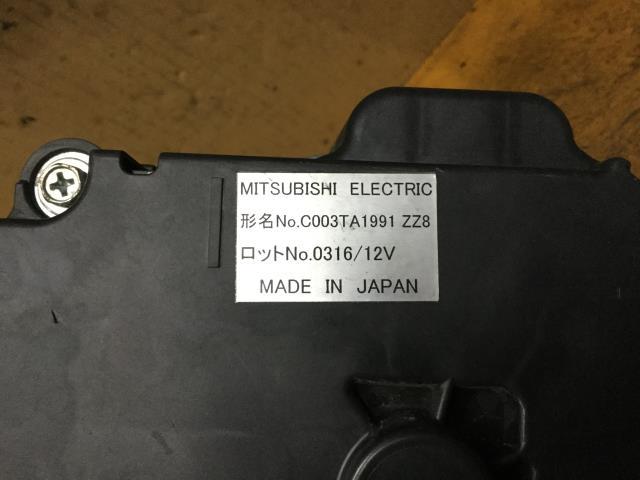 MITSUBISHI ELECTRIC
形名No.C003TA1991 ZZ8
ロットNo.0316/12V
MADE IN JAPAN